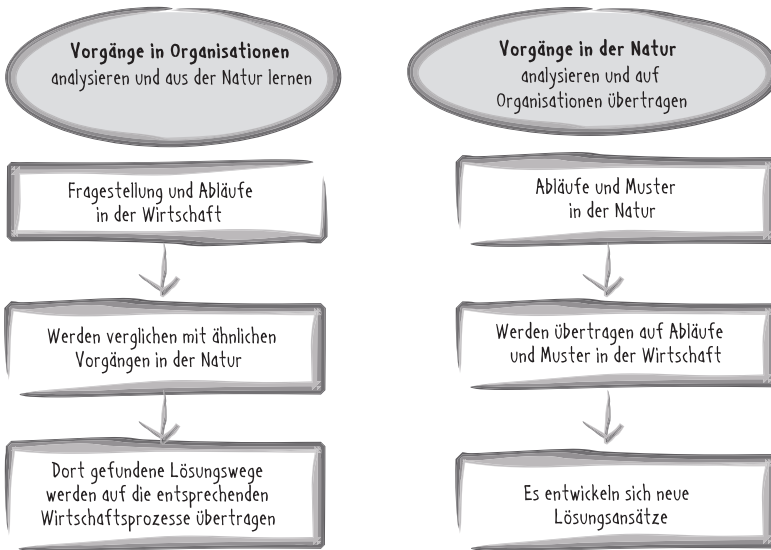 Vorgänge in Organisationen
analysieren und aus der Natur lernen
Fragestellung und Abläufe
in der Wirtschaft
Werden verglichen mit ähnlichen
Vorgängen in der Natur
Dort gefundene Lösungswege
werden auf die entsprechenden
Wirtschaftsprozesse übertragen
Vorgänge in der Natur
analysieren und auf
Organisationen übertragen
Abläufe und Muster
in der Natur
Werden übertragen auf Abläufe
und Muster in der Wirtschaft
Es entwickeln sich neue
Lösungsansätze